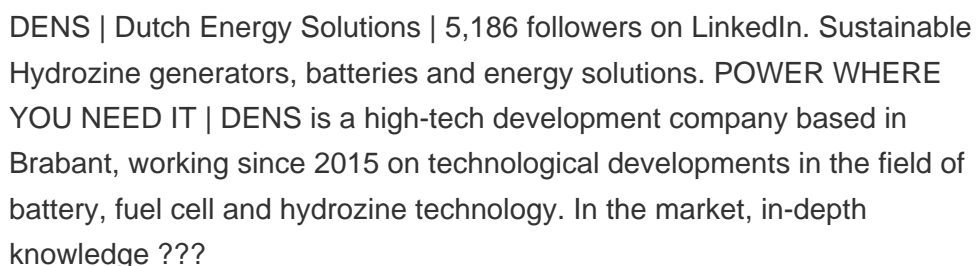 DENS | Dutch Energy Solutions | 5,186 followers on LinkedIn. Sustainable
Hydrozine generators, batteries and energy solutions. POWER WHERE
YOU NEED IT | DENS is a high-tech development company based in
Brabant, working since 2015 on technological developments in the field of
battery, fuel cell and hydrozine technology. In the market, in-depth
knowledge ???